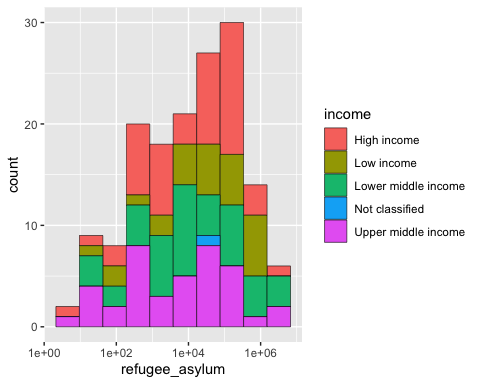 30
20
10
0
count
1e+00 1e+02 1e+04 1e+06
refugee_asylum
income
High income
Low income
Lower middle income
Not classified
Upper middle income